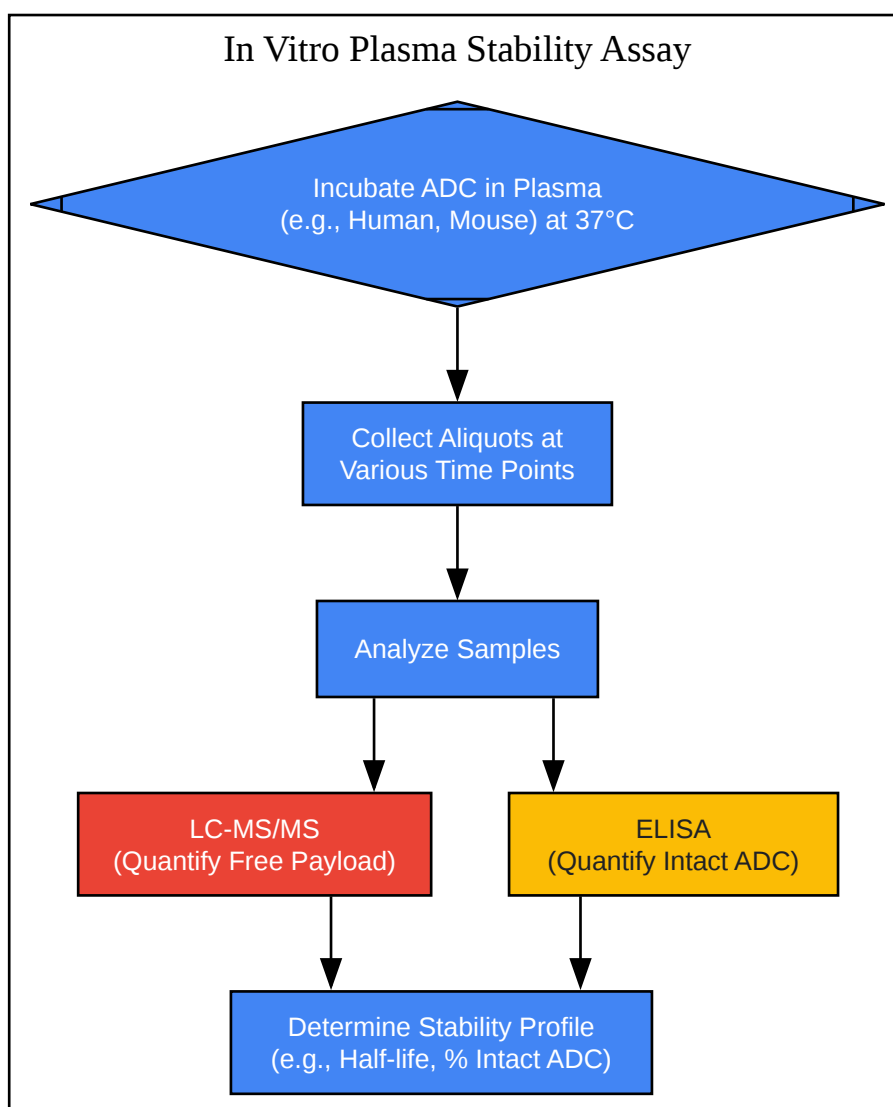 In Vitro Plasma Stability Assay
Incubate ADC in Plasma
(e.g., Human, Mouse) at 37°C
Collect Aliquots at
Various Time Points
Analyze Samples
LC-MS/MS
(Quantify Free Payload)
ELISA
(Quantify Intact ADC)
Determine Stability Profile
(e.g., Half-life, % Intact ADC)